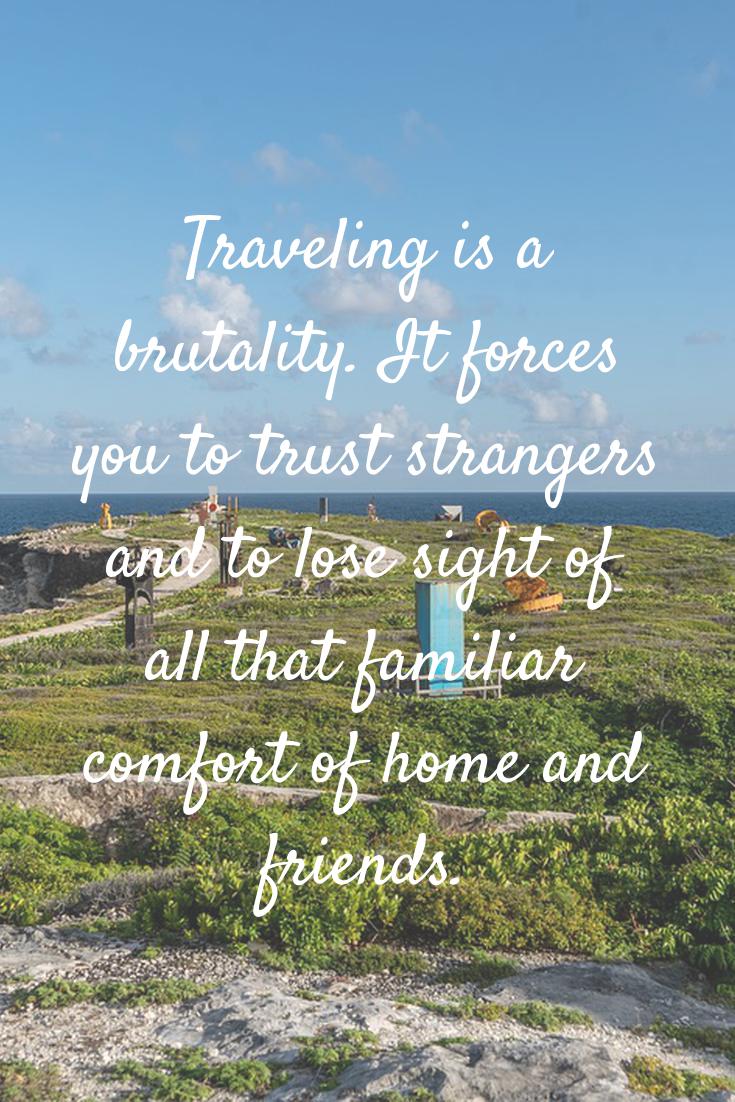 Traveling is a
brutality. It forces
you to trust strangers
and to lose sight of
all that familiar
comfort of home and
friends.